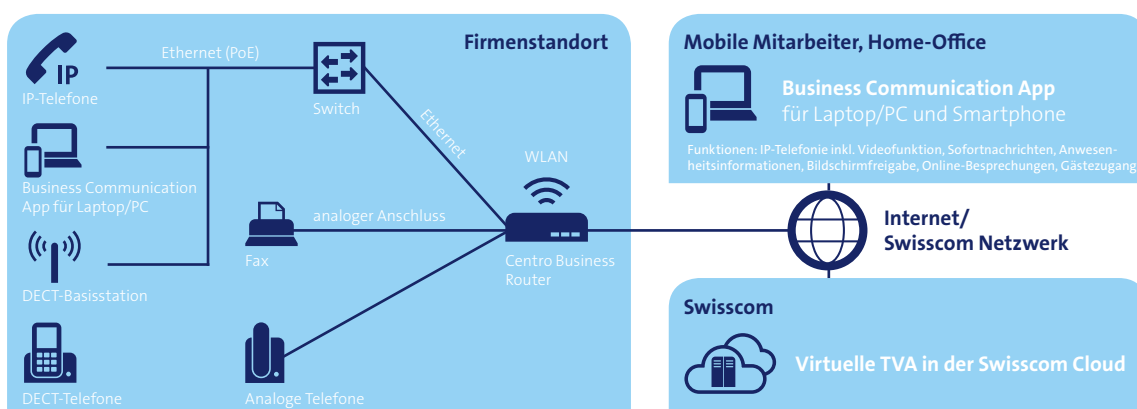 Firmenstandort
Ethernet (PoE)
IP
IP-Telefone
Switch
Ethernet
Business Communication
App für Laptop/PC
WLAN
analoger Anschluss
Fax
Centro Business
Router
DECT-Basisstation
DECT-Telefone
Analoge Telefone
Mobile Mitarbeiter, Home-Office
Business Communication App
für Laptop/PC und Smartphone
Funktionen: IP-Telefonie inkl. Videofunktion, Sofortnachrichten, Anwesen-
heitsinformationen, Bildschirmfreigabe, Online-Besprechungen, Gästezugang
Internet/
Swisscom Netzwerk
Swisscom
Virtuelle TVA in der Swisscom Cloud